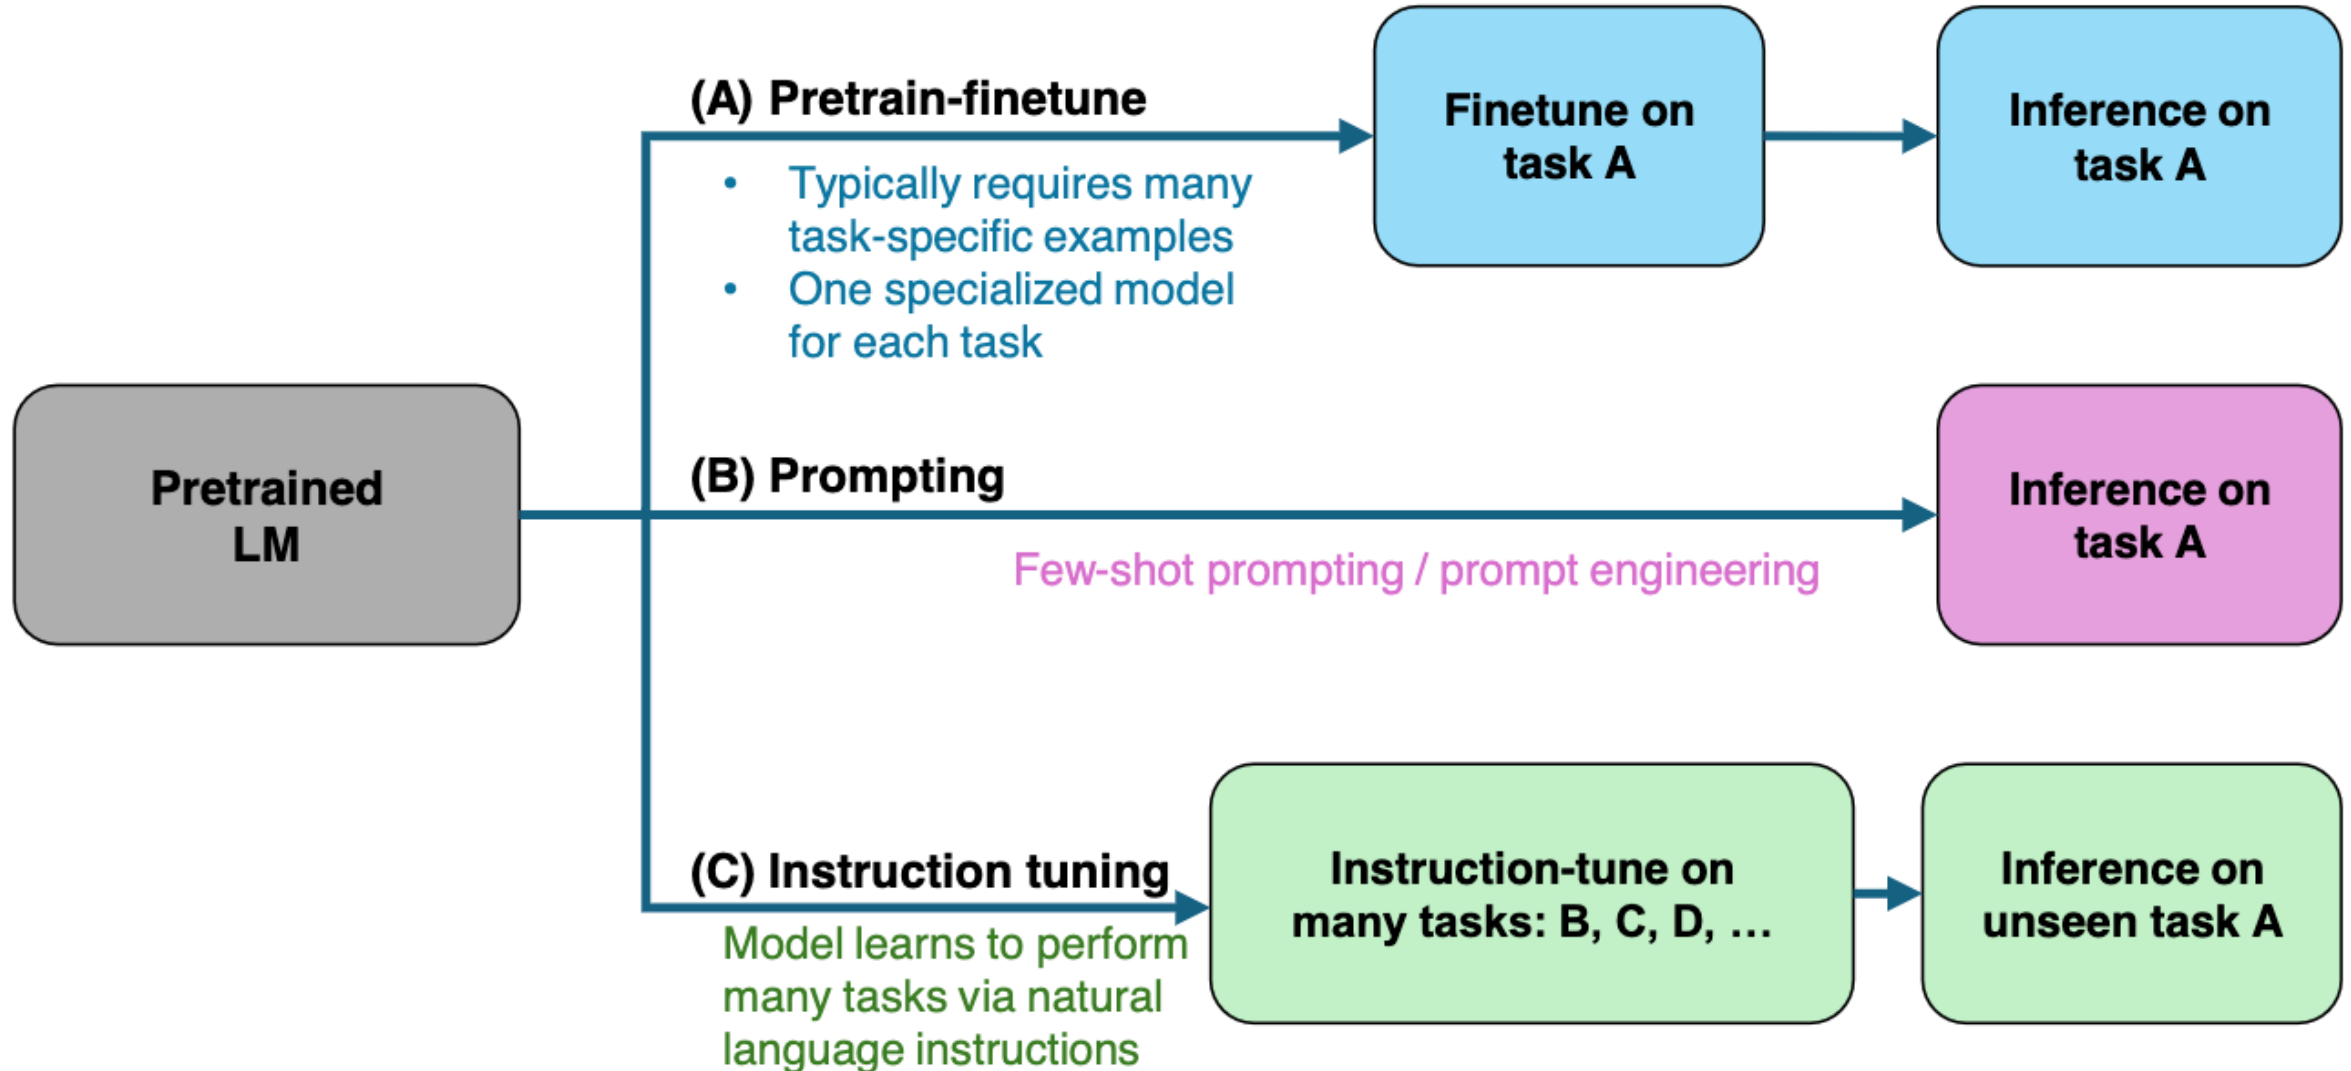 (A) Pretrain-finetune
• Typically requires many
task-specific examples
• One specialized model
for each task
Finetune on
task A
Inference on
task A
Pretrained
LM
(B) Prompting
Few-shot prompting / prompt engineering
Inference on
task A
(C) Instruction tuning
Model learns to perform
many tasks via natural
language instructions
Instruction-tune on
many tasks: B, C, D, ...
Inference on
unseen task A